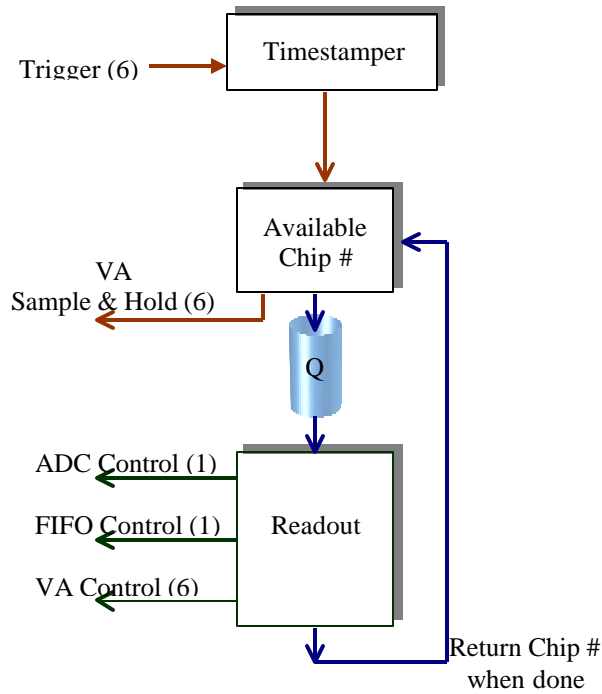 Timestamper
Trigger (6)
Available
Chip #
VA
Sample & Hold (6)
Q
ADC Control (1)
FIFO Control (1)
Readout
VA Control (6)
Return Chip #
when done